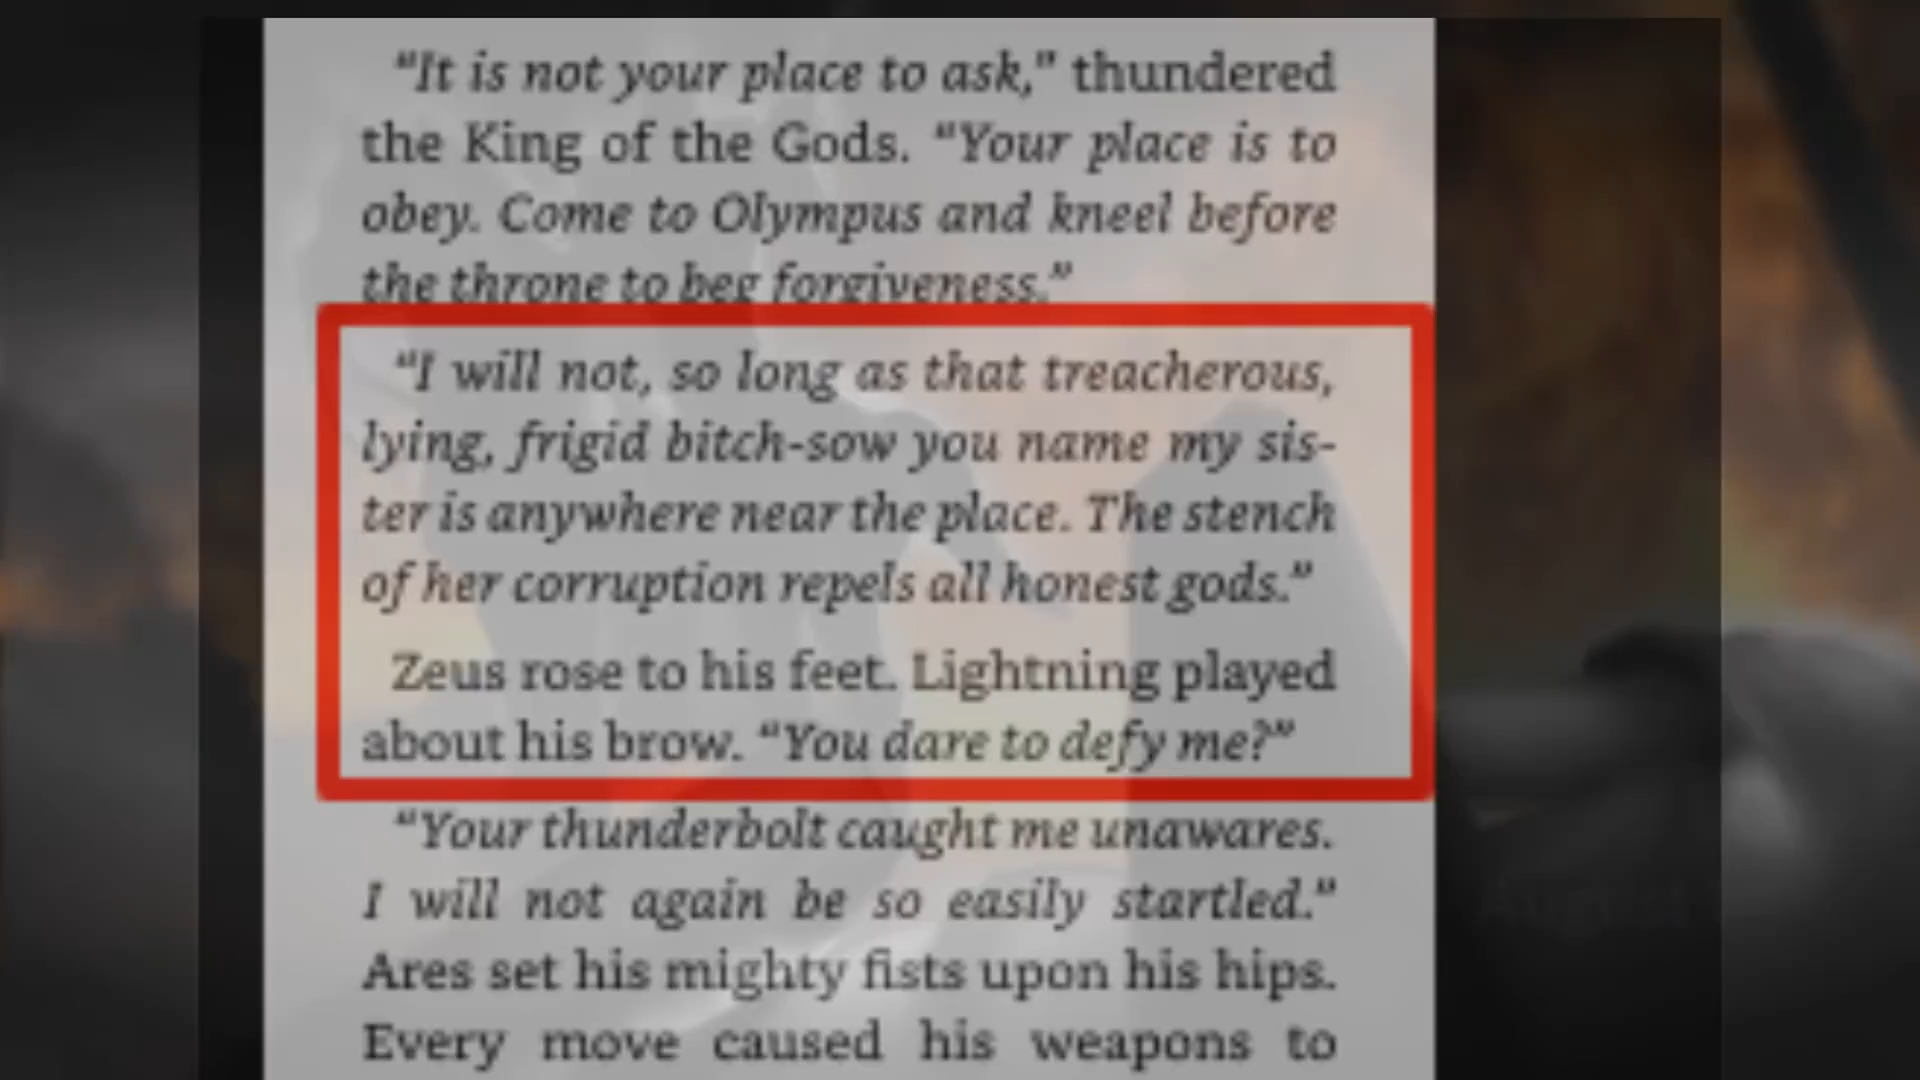 “It is not your place to ask,” thundered
the King of the Gods. “Your place is to
obey. Come to Olympus and kneel before
the throne to beg forgiveness.”
“I will not, so long as that treacherous,
lying, frigid bitch-sow you name my sis-
ter is anywhere near the place. The stench
of her corruption repels all honest gods.”
Zeus rose to his feet. Lightning played
about his brow. “You dare to defy me?”
“Your thunderbolt caught me unawares.
I will not again be so easily startled.”
Ares set his mighty fists upon his hips.
Every move caused his weapons to
August